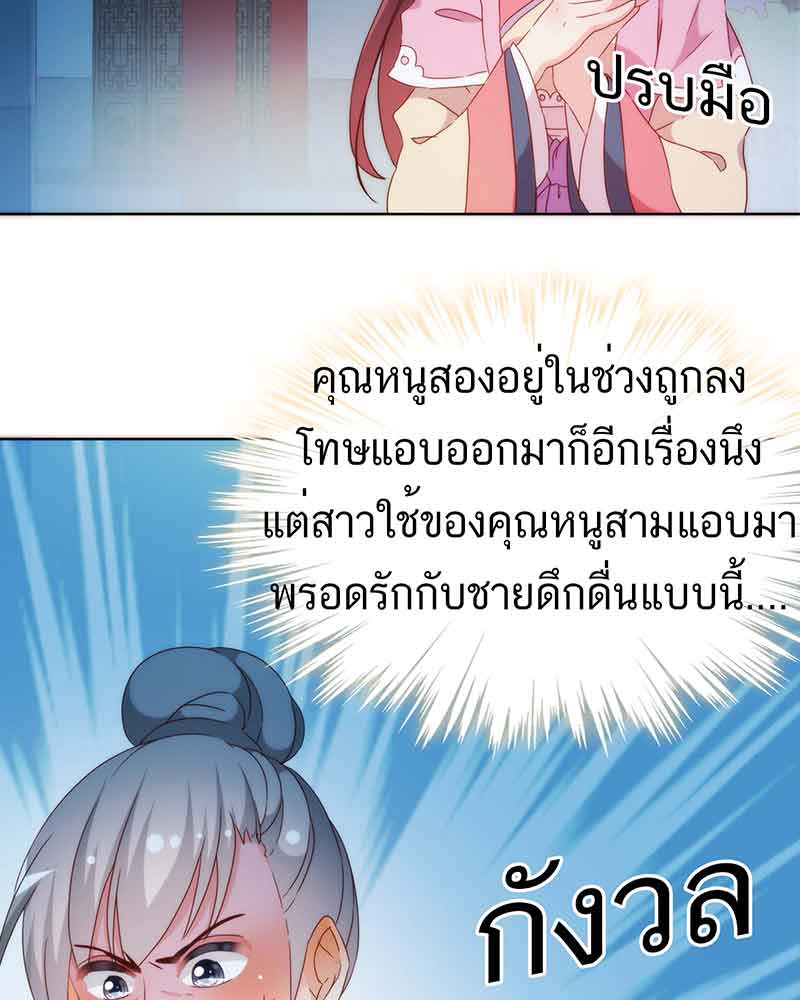 ปรบมือ
คุณหนูสองอยู่ในช่วงถูกลง
โทษแอบออกมาก็อีกเรื่องนึง
แต่สาวใช้ของคุณหนูสามแอบมา
พรอดรักกับชายดึกดื่นแบบนี้....
กังวล